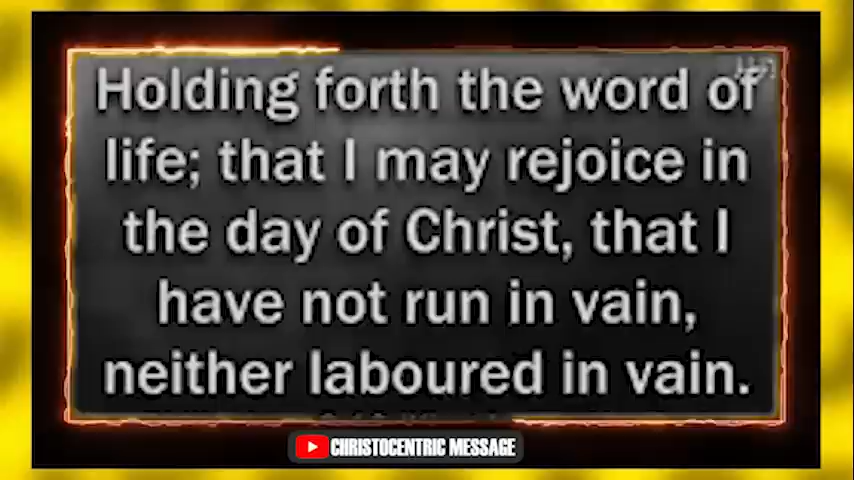 Holding forth the word of
life; that I may rejoice in
the day of Christ, that I
have not run in vain,
neither laboured in vain.
CHRISTOCENTRIC MESSAGE